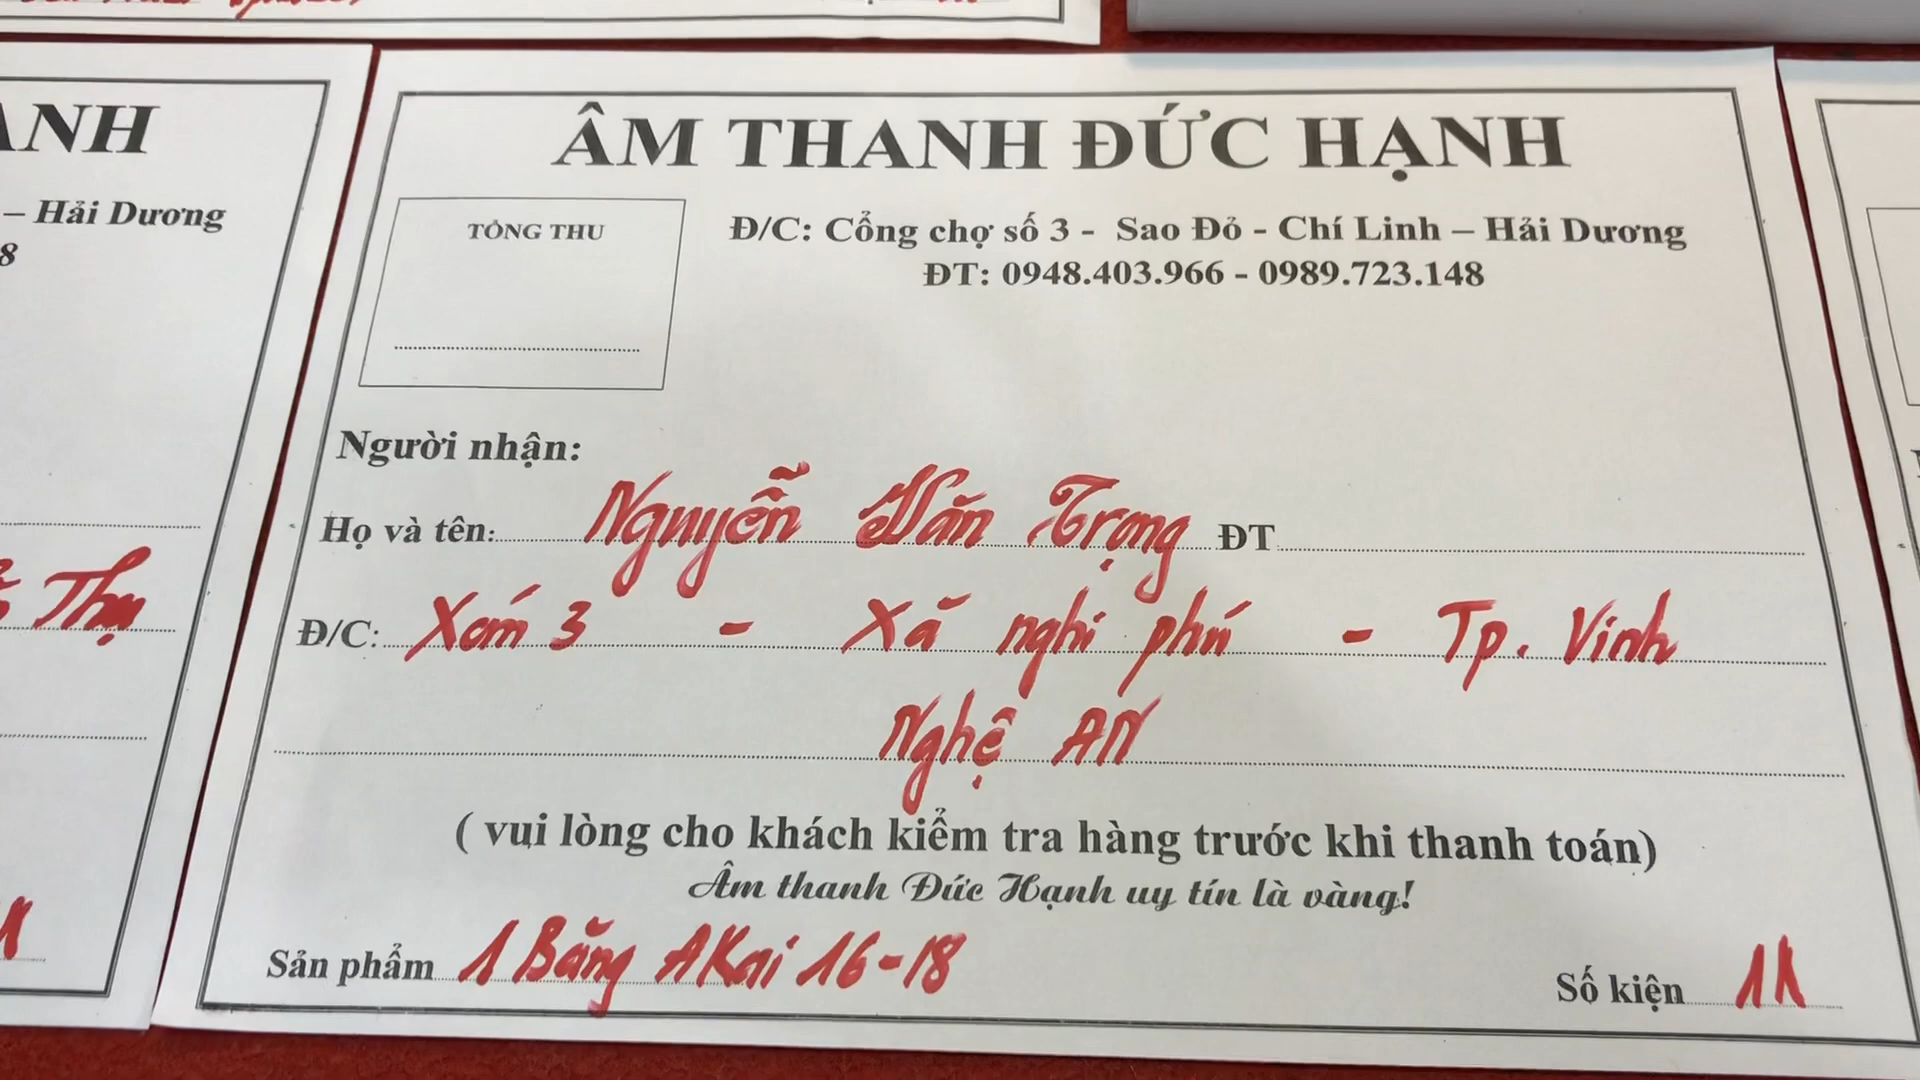 ANH
– Hải Dương
8
Thụ
ÂM THANH ĐỨC HẠNH
TỔNG THU
Đ/C: Cổng chợ số 3 - Sao Đỏ - Chí Linh – Hải Dương
ĐT: 0948.403.966 - 0989.723.148
Người nhận:
Họ và tên: Nguyễn Văn Trọng ĐT
Đ/C: Xóm 3 - Xã nghi phú - Tp. Vinh
Nghệ AN
( vui lòng cho khách kiểm tra hàng trước khi thanh toán)
Âm thanh Đức Hạnh uy tín là vàng!
Sản phẩm 1 Băng AKai 16-18
Số kiện 1K